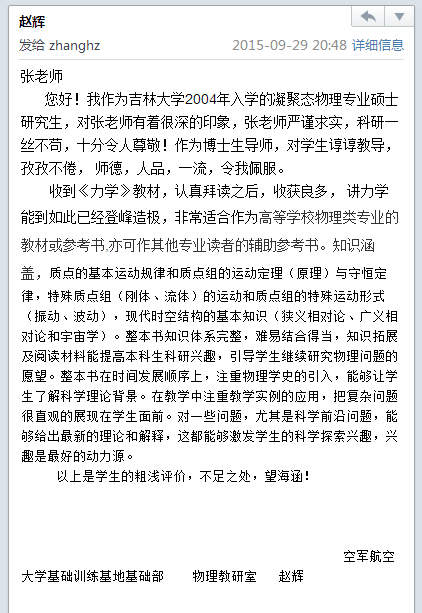 赵辉
发给 zhanghz 2015-09-29 20:48 详细信息
张老师
您好！我作为吉林大学2004年入学的凝聚态物理专业硕士
研究生，对张老师有着很深的印象，张老师严谨求实，科研一
丝不苟，十分令人尊敬！作为博士生导师，对学生谆谆教导，
孜孜不倦， 师德，人品，一流，令我佩服。
收到《力学》教材，认真拜读之后，收获良多， 讲力学
能到如此已经登峰造极，非常适合作为高等学校物理类专业的
教材或参考书,亦可作其他专业读者的辅助参考书。知识涵
盖，质点的基本运动规律和质点组的运动定理（原理）与守恒定
律，特殊质点组（刚体、流体）的运动和质点组的特殊运动形式
（振动、波动），现代时空结构的基本知识（狭义相对论、广义相
对论和宇宙学）。整本书知识体系完整，难易结合得当，知识拓展
及阅读材料能提高本科生科研兴趣，引导学生继续研究物理问题的
愿望。整本书在时间发展顺序上，注重物理学史的引入，能够让学
生了解科学理论背景。在教学中注重教学实例的应用，把复杂问题
很直观的展现在学生面前。对一些问题，尤其是科学前沿问题，能
够给出最新的理论和解释，这都能够激发学生的科学探索兴趣，兴
趣是最好的动力源。
以上是学生的粗浅评价，不足之处，望海涵！
空军航空
大学基础训练基地基础部 物理教研室 赵辉